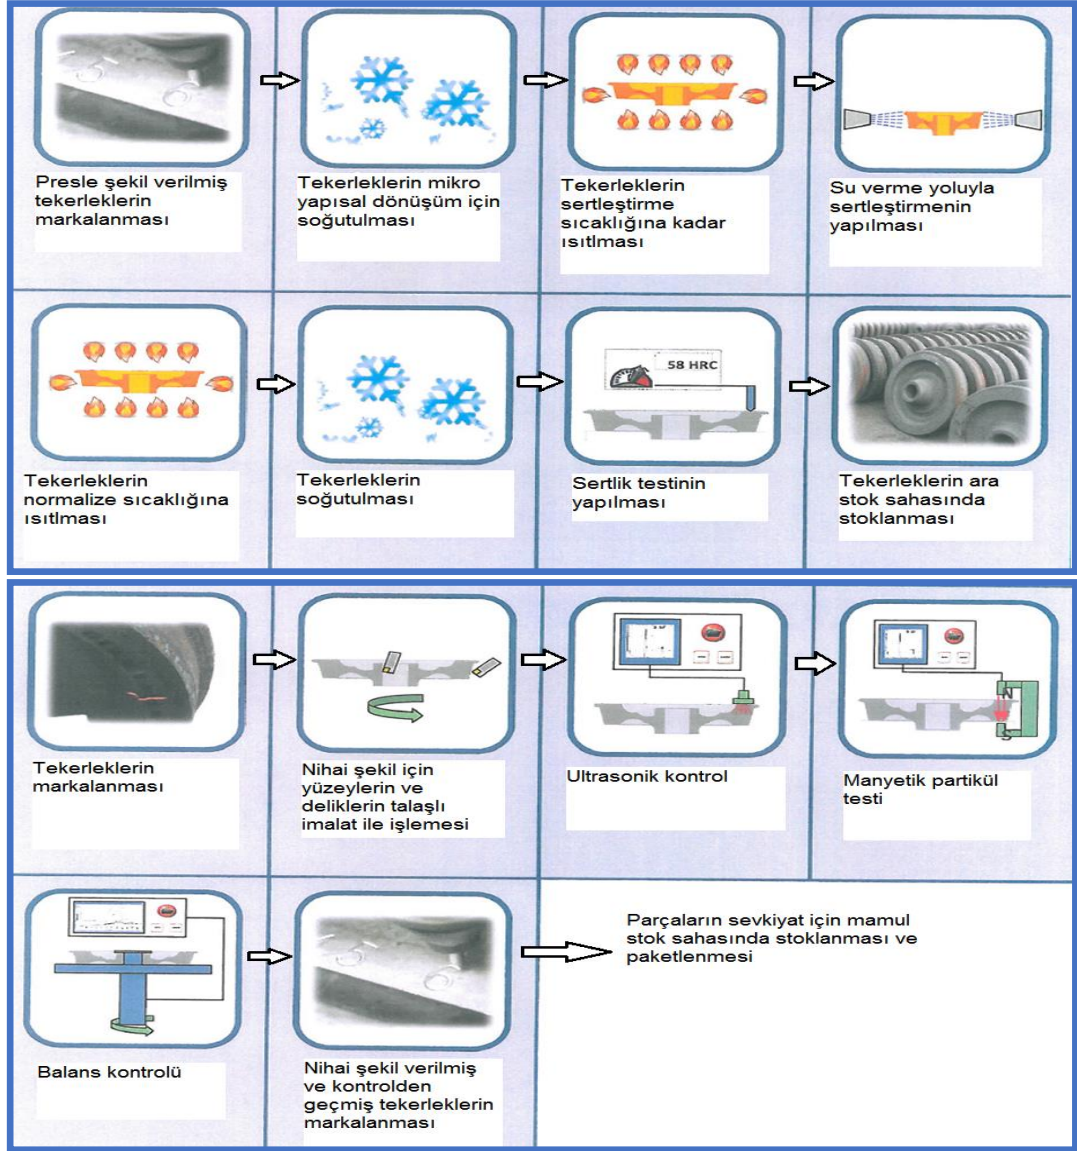 Presle şekil verilmiş
tekerleklerin
markalanması
Tekerleklerin mikro
yapısal dönüşüm için
soğutulması
Tekerleklerin
sertleştirme
sıcaklığına kadar
ısıtlması
Su verme yoluyla
sertleştirmenin
yapılması
Tekerleklerin
normalize sıcaklığına
ısıtlması
Tekerleklerin
soğutulması
58 HRC
Sertlik testinin
yapılması
Tekerleklerin ara
stok sahasında
stoklanması
Tekerleklerin
markalanması
Nihai şekil için
yüzeylerin ve
deliklerin talaşlı
imalat ile işlemesi
Ultrasonik kontrol
N
S
Manyetik partikül
testi
Balans kontrolü
Nihai şekil verilmiş
ve kontrolden
geçmiş tekerleklerin
markalanması
Parçaların sevkiyat için mamul
stok sahasında stoklanması ve
paketlenmesi